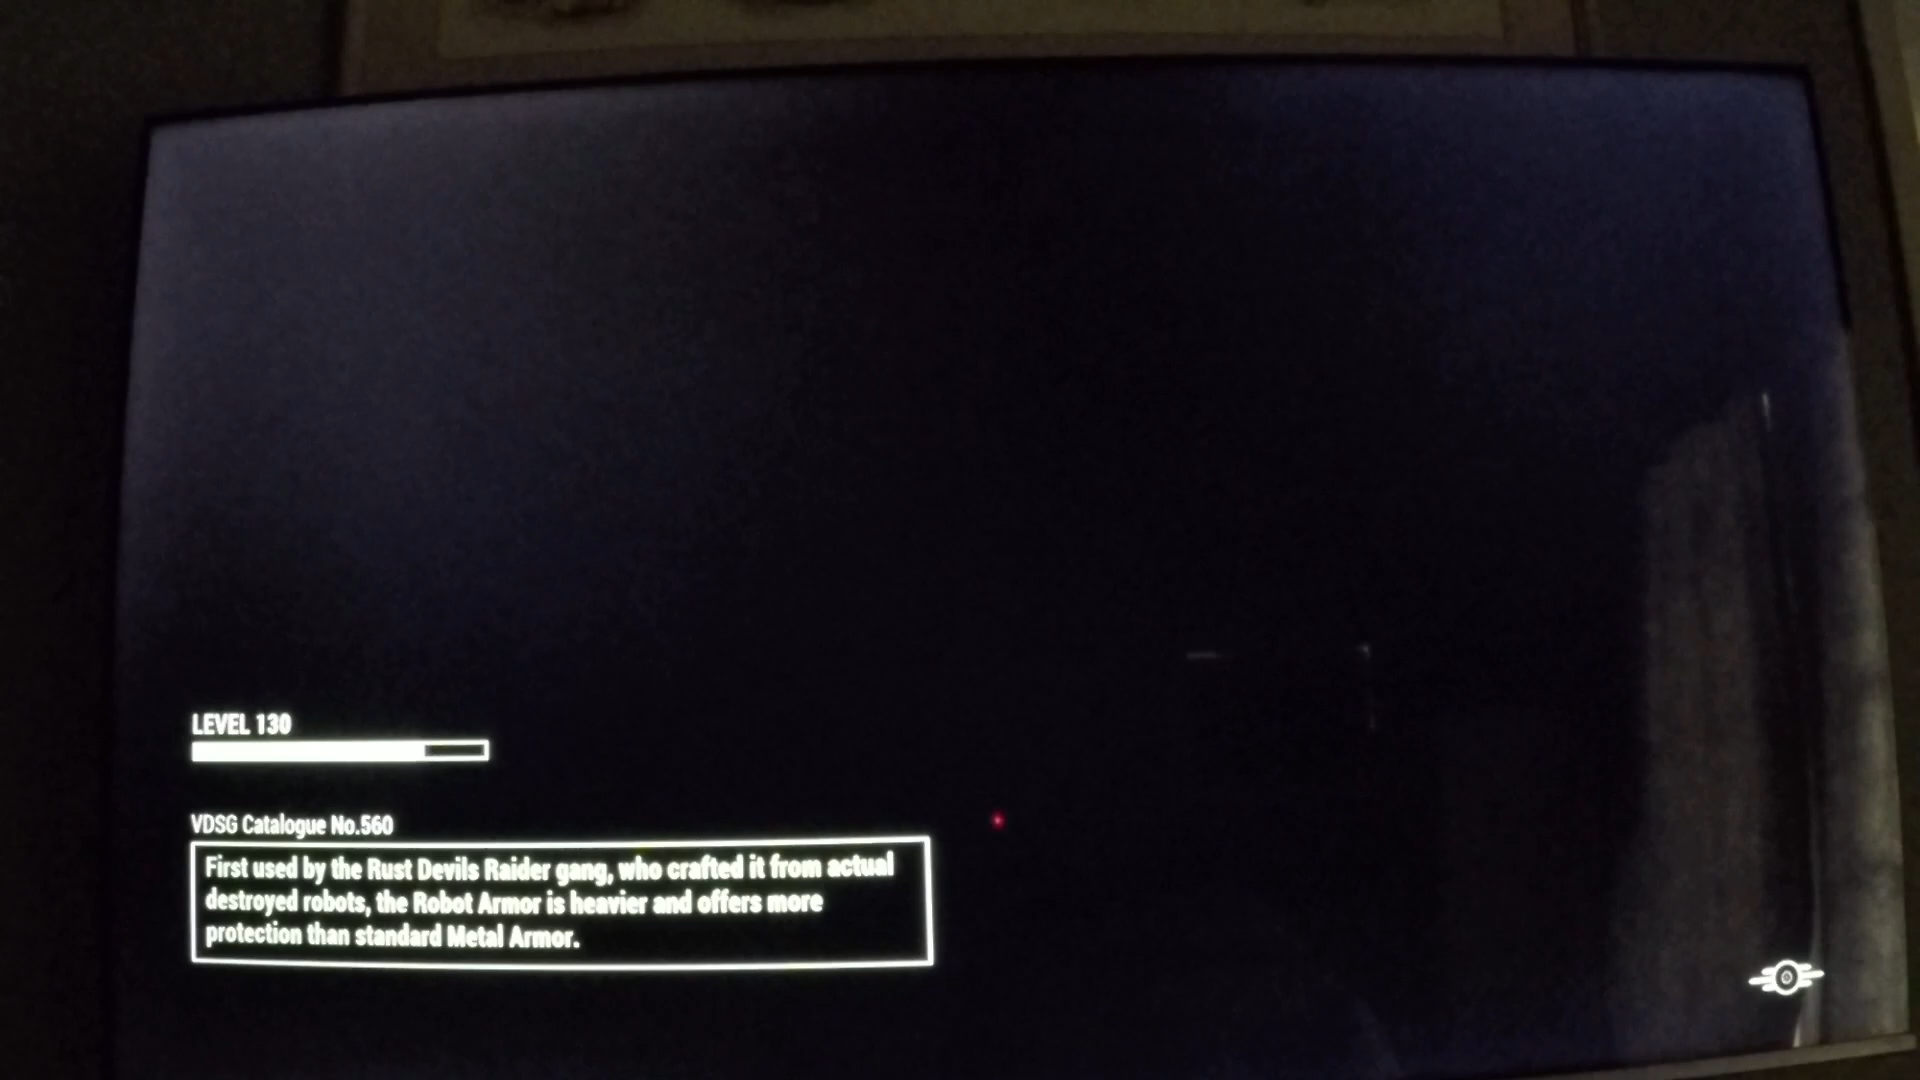 LEVEL 130
VDSG Catalogue No.560
First used by the Rust Devils Raider gang, who crafted it from actual
destroyed robots, the Robot Armor is heavier and offers more
protection than standard Metal Armor.